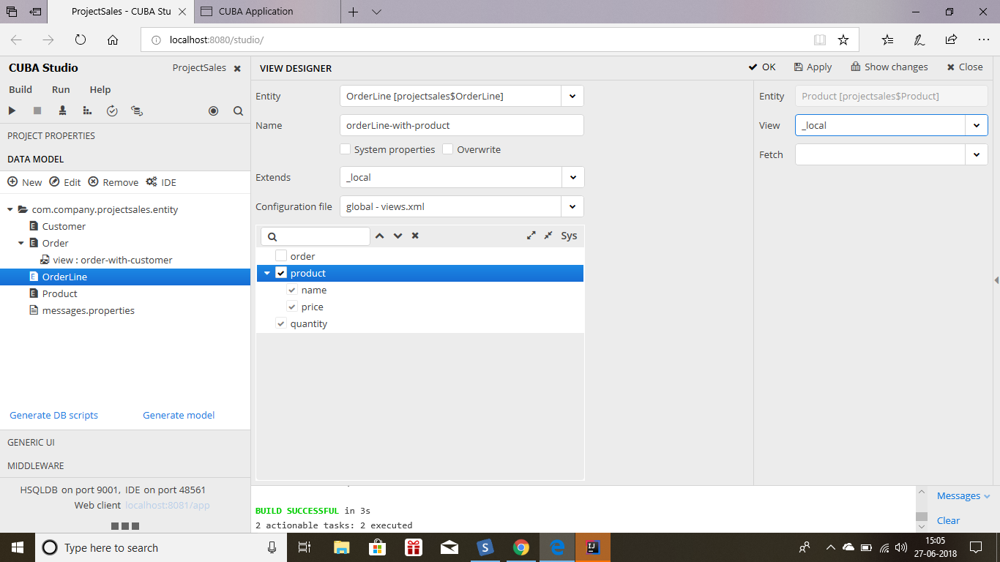 ProjectSales - CUBA Stu
CUBA Application
localhost:8080/studio/
CUBA Studio
ProjectSales
Build Run Help
PROJECT PROPERTIES
DATA MODEL
New Edit Remove IDE
com.company.projectsales.entity
Customer
Order
view : order-with-customer
OrderLine
Product
messages.properties
Generate DB scripts Generate model
GENERIC UI
MIDDLEWARE
HSQLDB on port 9001, IDE on port 48561
Web client localhost:8081/app
VIEW DESIGNER
OK Apply Show changes Close
Entity OrderLine [projectsales$OrderLine]
Name orderLine-with-product
System properties Overwrite
Extends _local
Configuration file global - views.xml
Sys
order
product
name
price
quantity
Entity Product [projectsales$Product]
View _local
Fetch
BUILD SUCCESSFUL in 3s
2 actionable tasks: 2 executed
Messages
Clear
Type here to search
15:05
27-06-2018